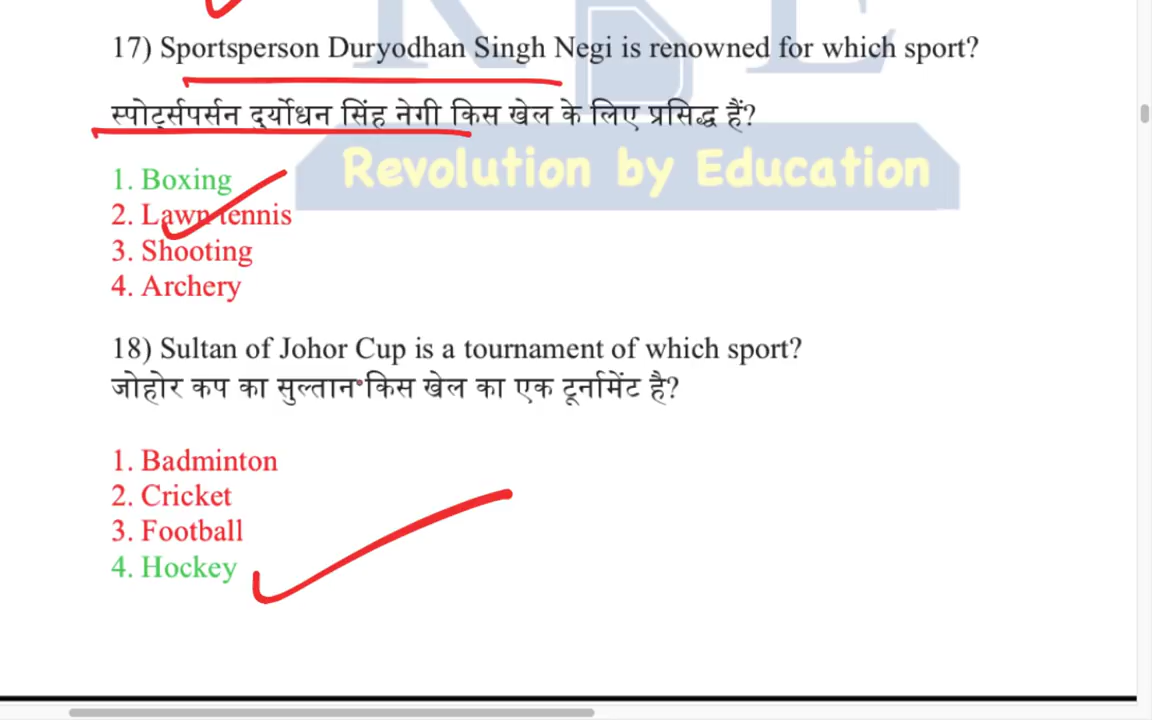 17) Sportsperson Duryodhan Singh Negi is renowned for which sport?
स्पोर्ट्सपर्सन दुर्योधन सिंह नेगी किस खेल के लिए प्रसिद्ध हैं?
Revolution by Education
1. Boxing
2. Lawn tennis
3. Shooting
4. Archery
18) Sultan of Johor Cup is a tournament of which sport?
जोहोर कप का सुल्तान किस खेल का एक टूर्नामेंट है?
1. Badminton
2. Cricket
3. Football
4. Hockey